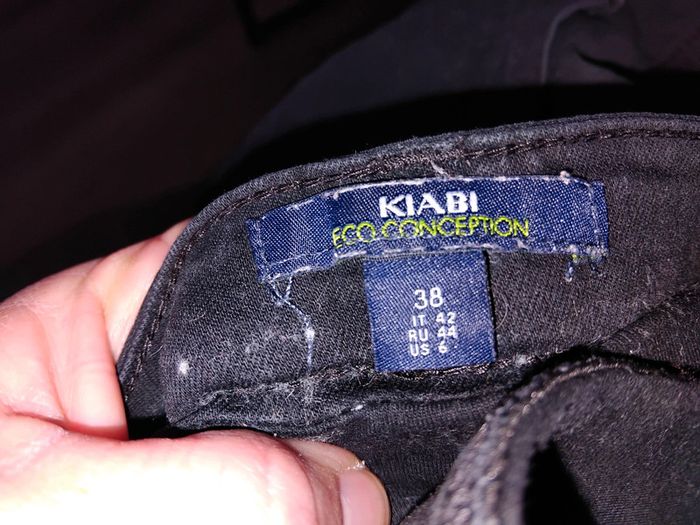 KIABI
ECO-CONCEPTION
38
IT 42
RU 44
US 6